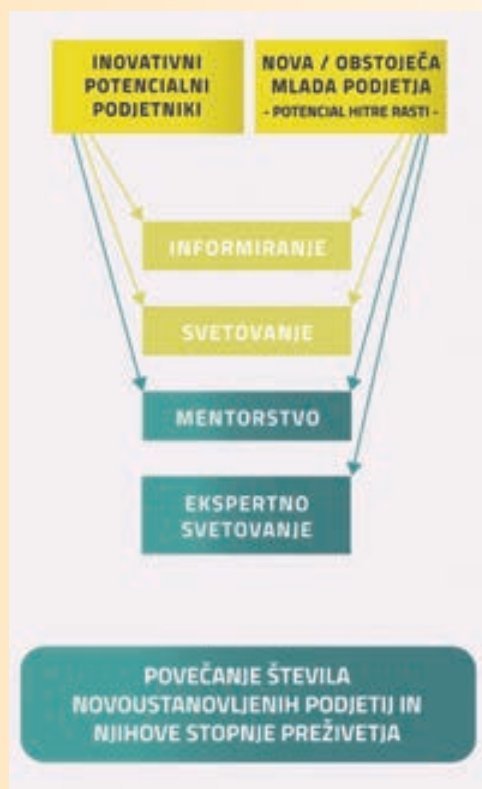 INOVATIVNI
POTENCIALNI
PODJETNIKI
NOVA / OBSTOJEČA
MLADA PODJETJA
- POTENCIAL HITRE RASTI -
INFORMIRANJE
SVETOVANJE
MENTORSTVO
EKSPERTNO
SVETOVANJE
POVEČANJE ŠTEVILA
NOVOUSTANOVLJENIH PODJETIJ IN
NJIHOVE STOPNJE PREŽIVETJA